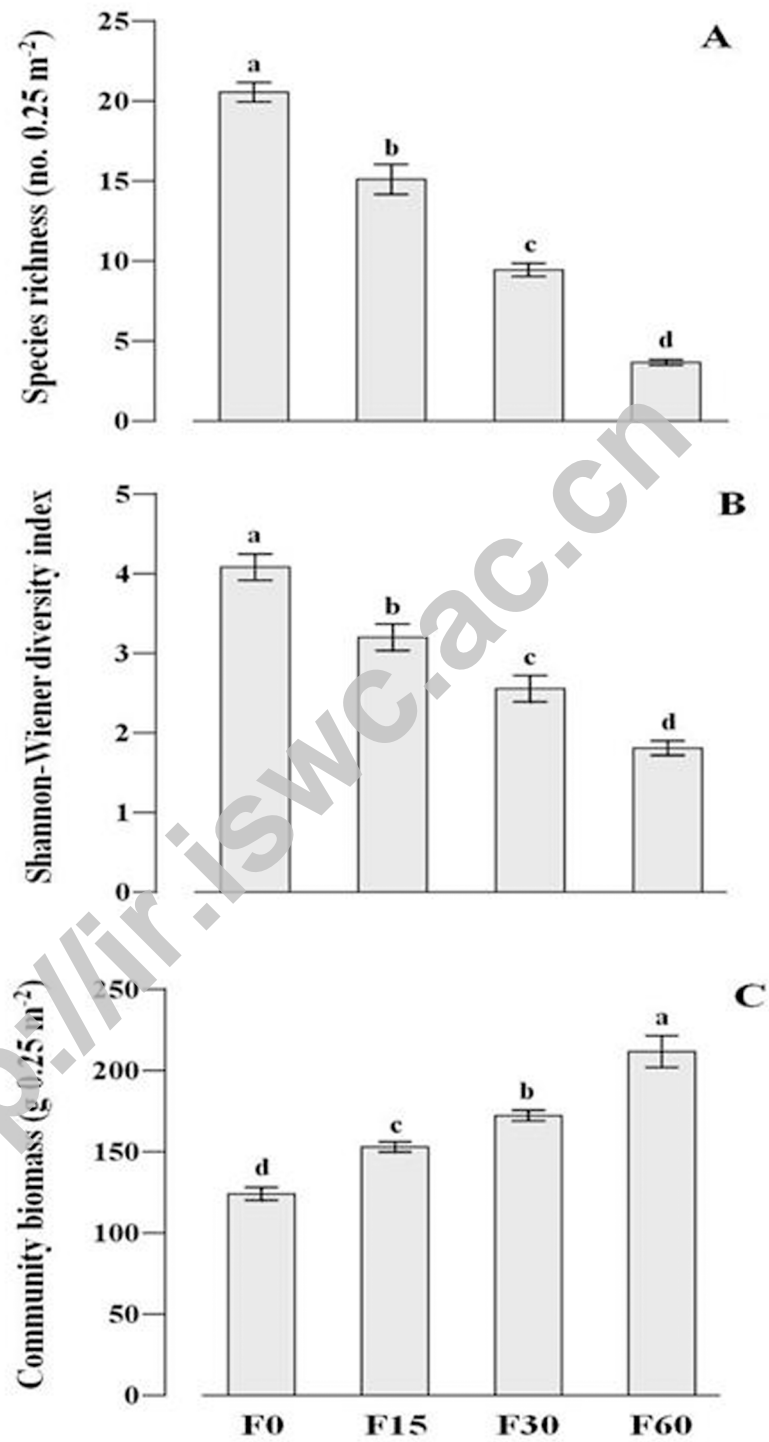 A
Species richness (no. 0.25 m⁻²)
25
20
15
10
5
0
a
b
c
d
B
Shannon-Wiener diversity index
5
4
3
2
1
0
a
b
c
d
C
Community biomass (g 0.25 m⁻²)
250
200
150
100
50
0
d
c
b
a
F0 F15 F30 F60
p://ir.iswc.ac.cn